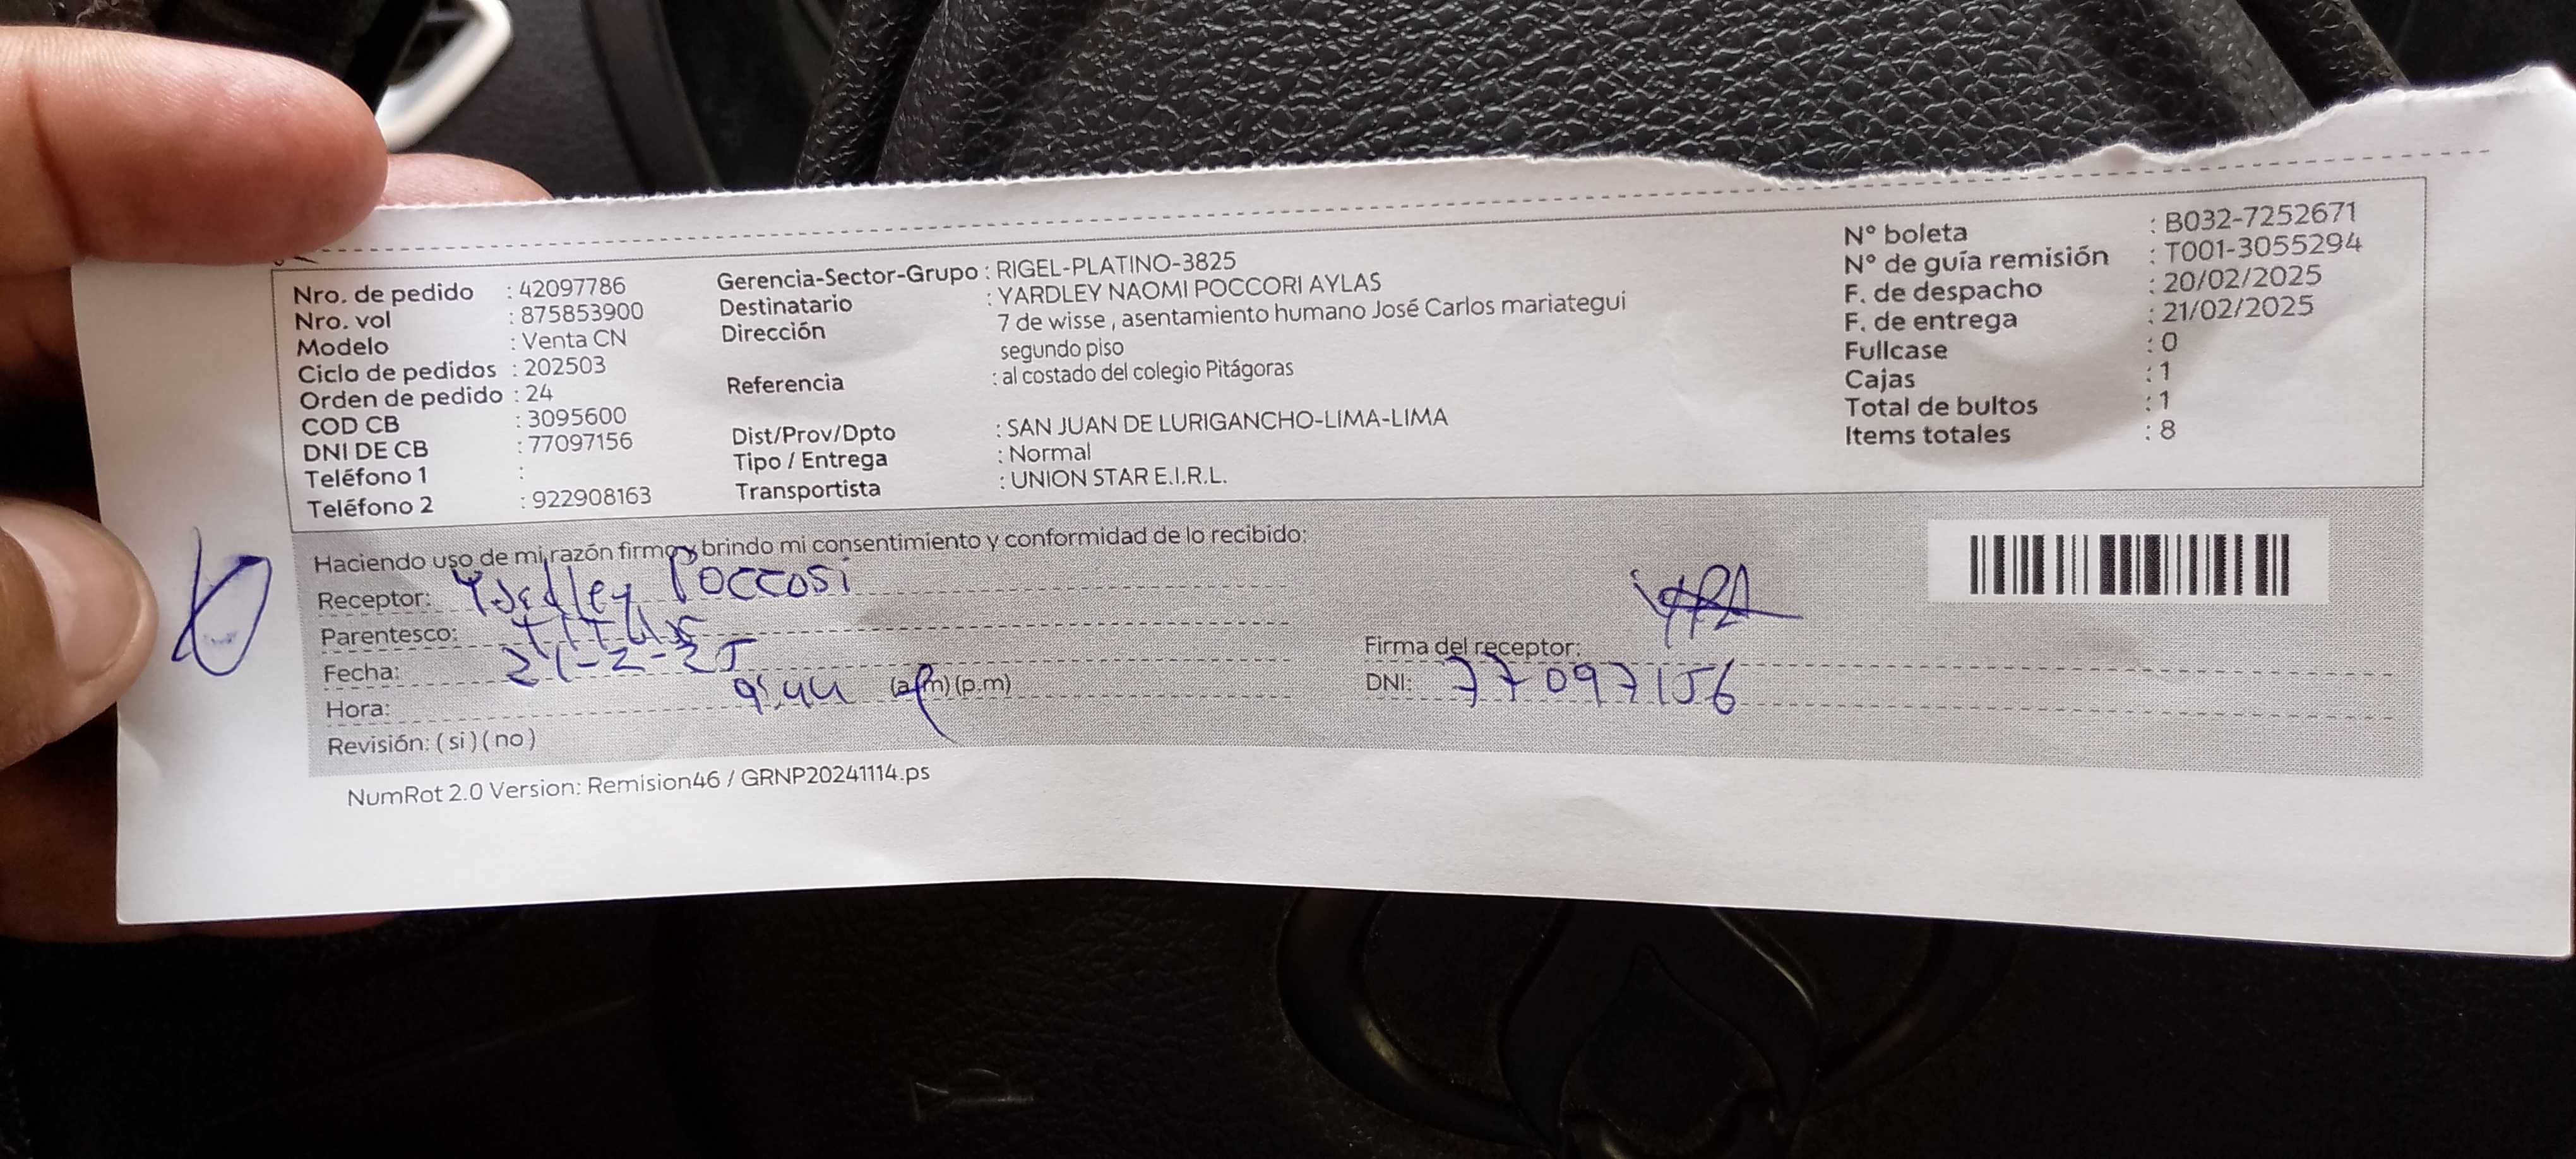 Nro. de pedido : 42097786
Nro. vol : 875853900
Modelo : Venta CN
Ciclo de pedidos : 202503
Orden de pedido : 24
COD CB : 3095600
DNI DE CB : 77097156
Teléfono 1 :
Teléfono 2 : 922908163
Gerencia-Sector-Grupo : RIGEL-PLATINO-3825
Destinatario : YARDLEY NAOMI POCCORI AYLAS
Dirección 7 de wisse , asentamiento humano José Carlos mariategui
segundo piso
Referencia : al costado del colegio Pitágoras
Dist/Prov/Dpto : SAN JUAN DE LURIGANCHO-LIMA-LIMA
Tipo / Entrega : Normal
Transportista : UNION STAR E.I.R.L.
Nº boleta : B032-7252671
Nº de guía remisión : T001-3055294
F. de despacho : 20/02/2025
F. de entrega : 21/02/2025
Fullcase : 0
Cajas : 1
Total de bultos : 1
Items totales : 8
Haciendo uso de mi razón firmo y brindo mi consentimiento y conformidad de lo recibido:
Receptor: Yardley Poccori
Parentesco: titular
Fecha: 21-2-25
Hora: 9:44 (a.m) (p.m)
Revisión: ( si ) ( no )
Firma del receptor:
DNI: 77097156
NumRot 2.0 Version: Remision46 / GRNP20241114.ps